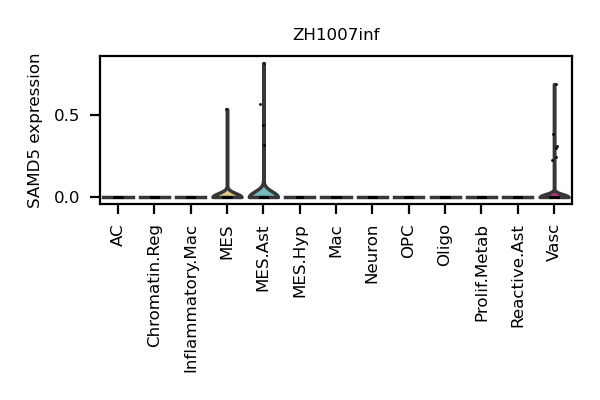 ZH1007inf
SAMD5 expression
0.5
0.0
AC
Chromatin.Reg
Inflammatory.Mac
MES
MES.Ast
MES.Hyp
Mac
Neuron
OPC
Oligo
Prolif.Metab
Reactive.Ast
Vasc